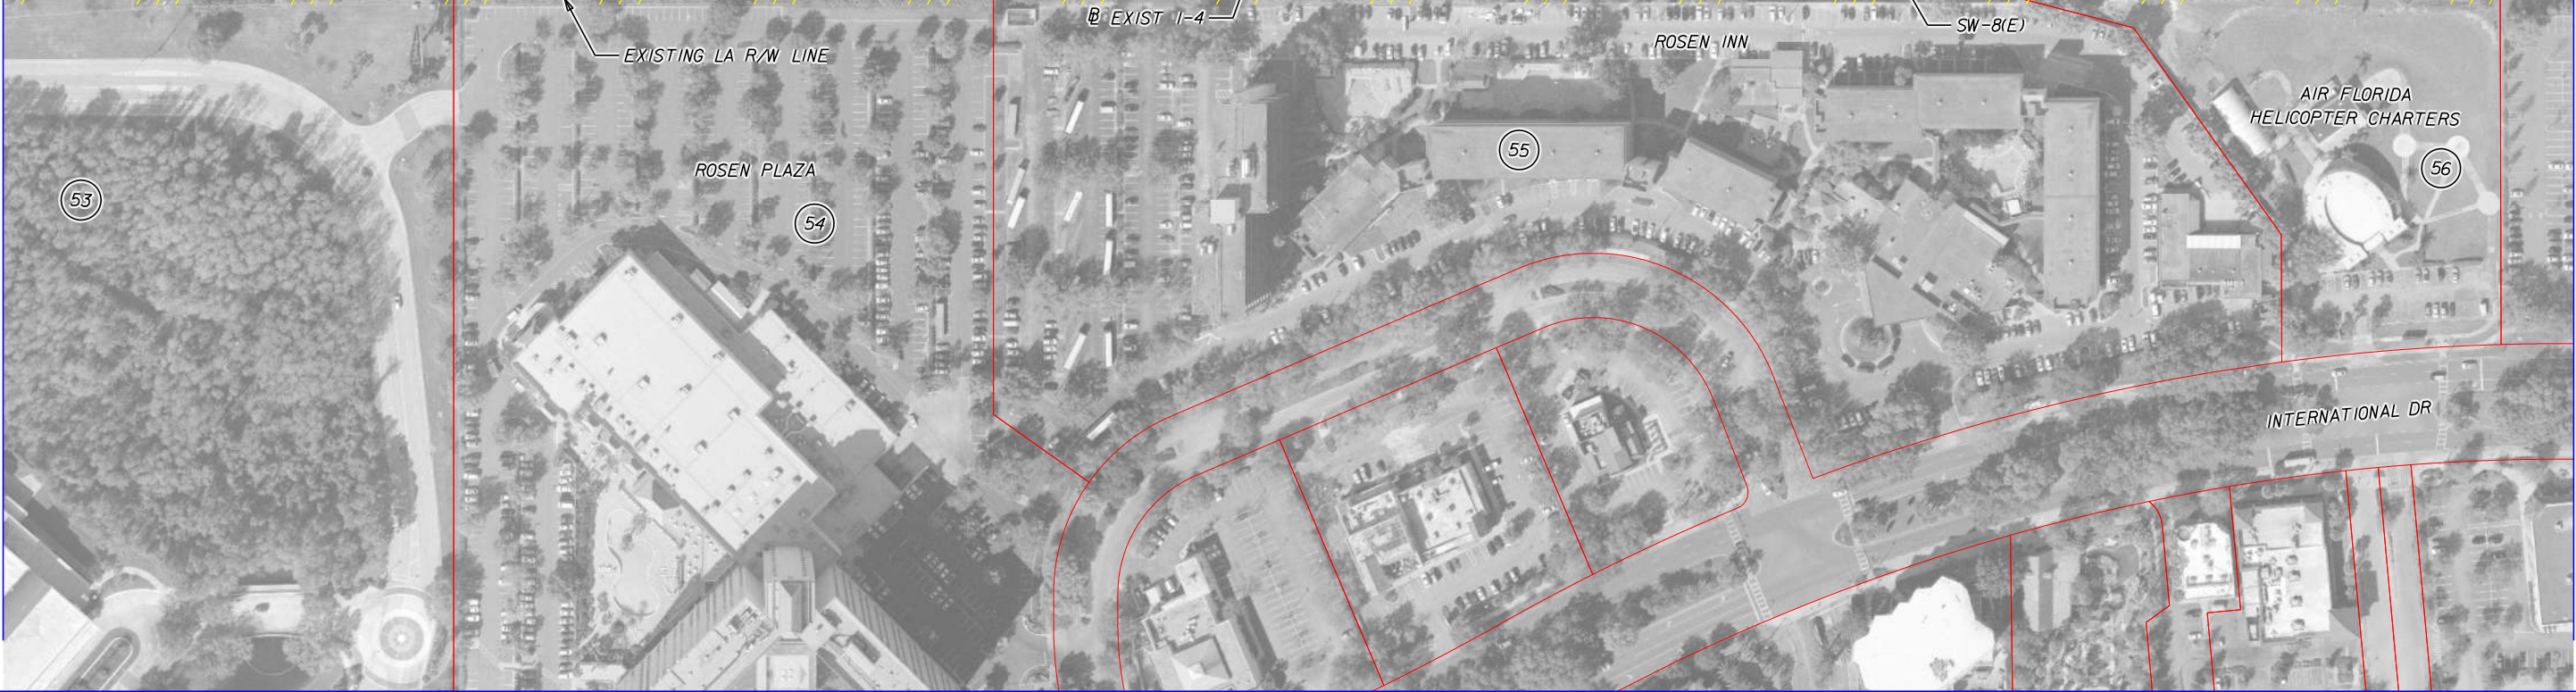 ℄ EXIST I-4
SW-8(E)
EXISTING LA R/W LINE
ROSEN INN
AIR FLORIDA
HELICOPTER CHARTERS
55
56
ROSEN PLAZA
53
54
INTERNATIONAL DR